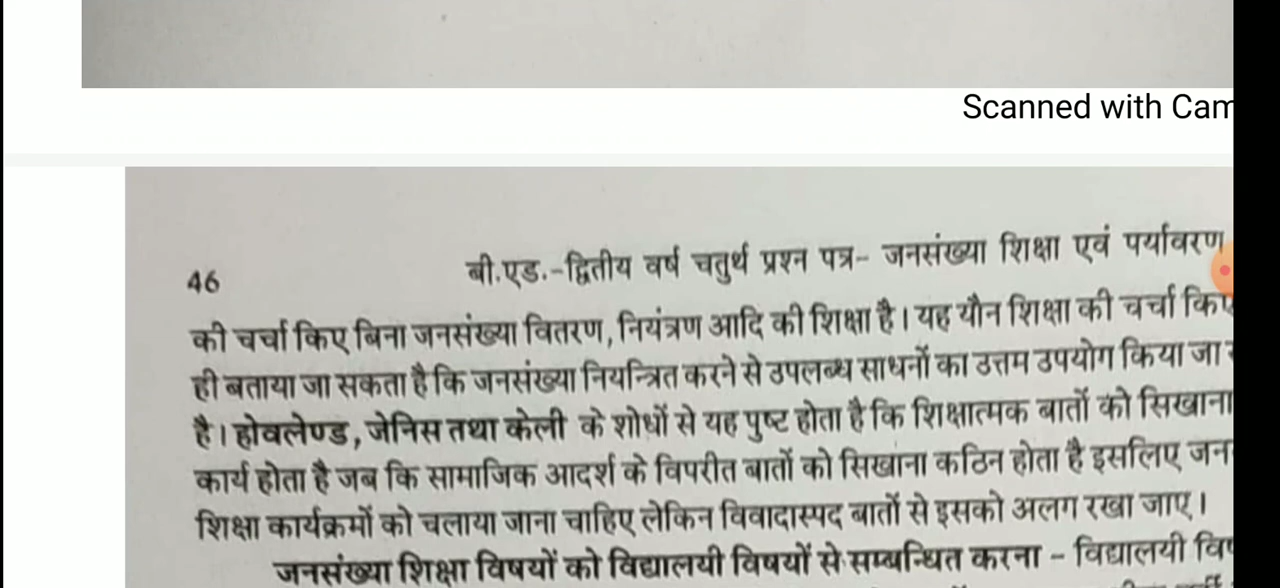 Scanned with Cam
46
बी.एड.-द्वितीय वर्ष चतुर्थ प्रश्न पत्र- जनसंख्या शिक्षा एवं पर्यावरण
की चर्चा किए बिना जनसंख्या वितरण, नियंत्रण आदि की शिक्षा है। यह यौन शिक्षा की चर्चा
ही बताया जा सकता है कि जनसंख्या नियन्त्रित करने से उपलब्ध साधनों का उत्तम उपयोग किया जा
है। होवलेण्ड, जेनिस तथा केली के शोधों से यह पुष्ट होता है कि शिक्षात्मक बातों को सिखाना
कार्य होता है जब कि सामाजिक आदर्श के विपरीत बातों को सिखाना कठिन होता है इसलिए जन
शिक्षा कार्यक्रमों को चलाया जाना चाहिए लेकिन विवादास्पद बातों से इसको अलग रखा जाए।
जनसंख्या शिक्षा विषयों को विद्यालयी विषयों से सम्बन्धित करना - विद्यालयी